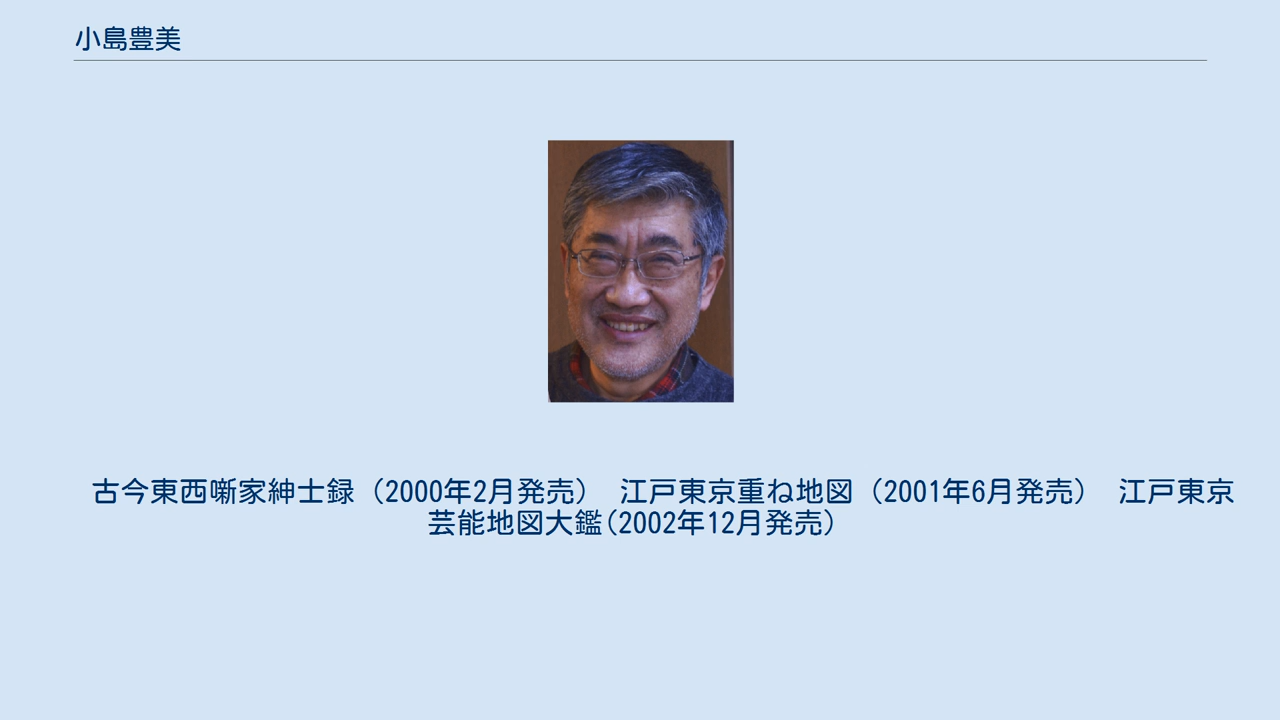 小島豊美
古今東西噺家紳士録（2000年2月発売）　江戸東京重ね地図（2001年6月発売）　江戸東京
芸能地図大鑑(2002年12月発売）